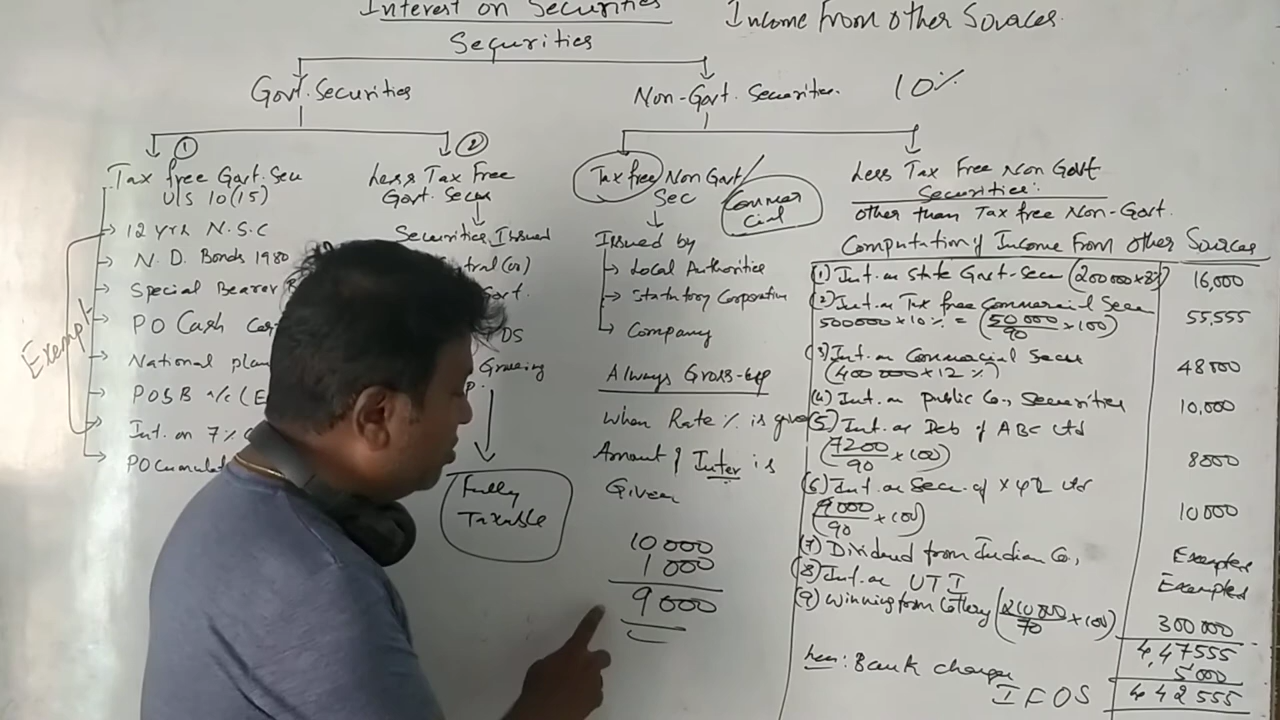 Interest on Securities
Income from other Sources.
Securities
Govt. Securities
Non-Govt. Securities. 10%
①
Tax free Govt. Sec
U/S 10(15)
12 yrs N.S.C
N. D. Bonds 1980
Special Bearer
PO Cash
National plan
POSB a/c (E
Int. on 7%
Exempt
②
Less Tax Free
Govt. Secu
Securities Issued
Fully
Taxable
Tax free Non Govt
Sec
Commercial
Issued by
Local Authorities
Statutory Corporation
Company
Always Gross-up
When Rate % is given
Amount of Inter is
Given
10000
1000
9000
Less Tax Free Non Govt
Securities:
Other than Tax free Non-Govt.
Computation of Income From other Sources
(1) Int. on State Govt-Secu (200000x8%) 16,000
(2) Int. on Tax free Commercial Secu
500000 x 10% = (50000/90 x 100) 55,555
(3) Int. on Commercial Secu
(400000 x 12%) 48000
(4) Int. on public Co., Securities 10,000
(5) Int. on Deb of ABC Ltd
(7200/90 x 100) 8000
(6) Int. on Secu. of XYZ Ltd
(9000/90 x 100) 10000
(7) Dividend from Indian Co., Exempted
(8) Int. on UTI Exempted
(9) Winning from Lottery (210000/70 x 100) 300000
4,47555
Less: Bank charges 5000
IFOS 4,42555